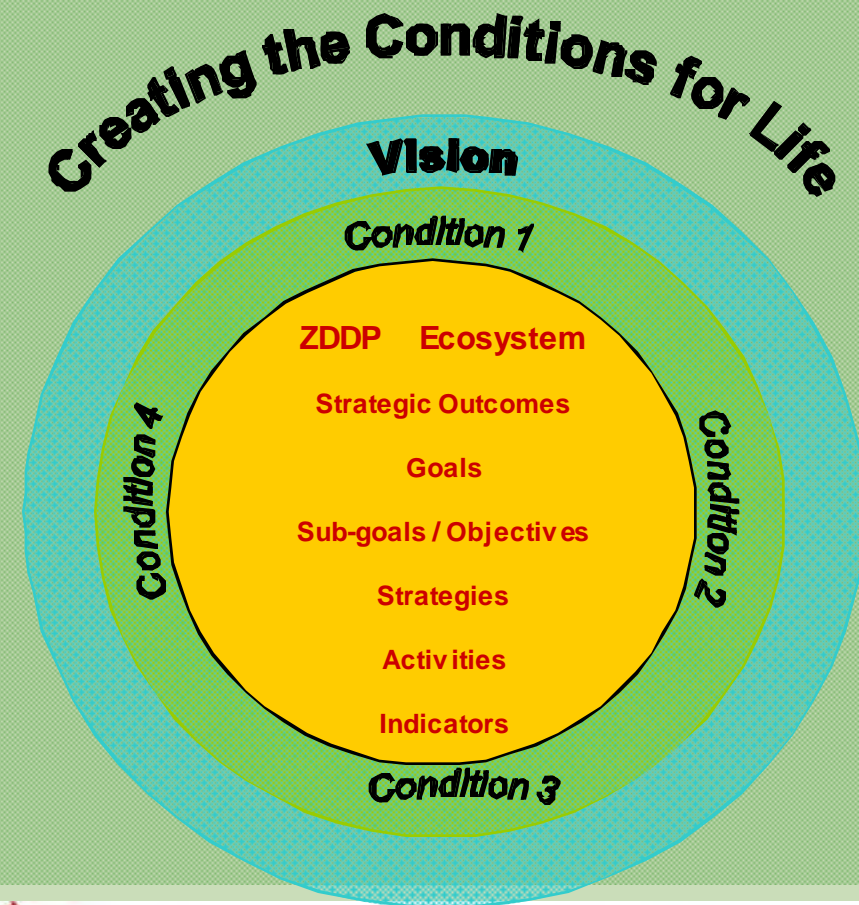 Creating the Conditions for Life
Vision
Condition 1
ZDDP Ecosystem
Strategic Outcomes
Goals
Sub-goals / Objectives
Strategies
Activities
Indicators
Condition 4
Condition 2
Condition 3